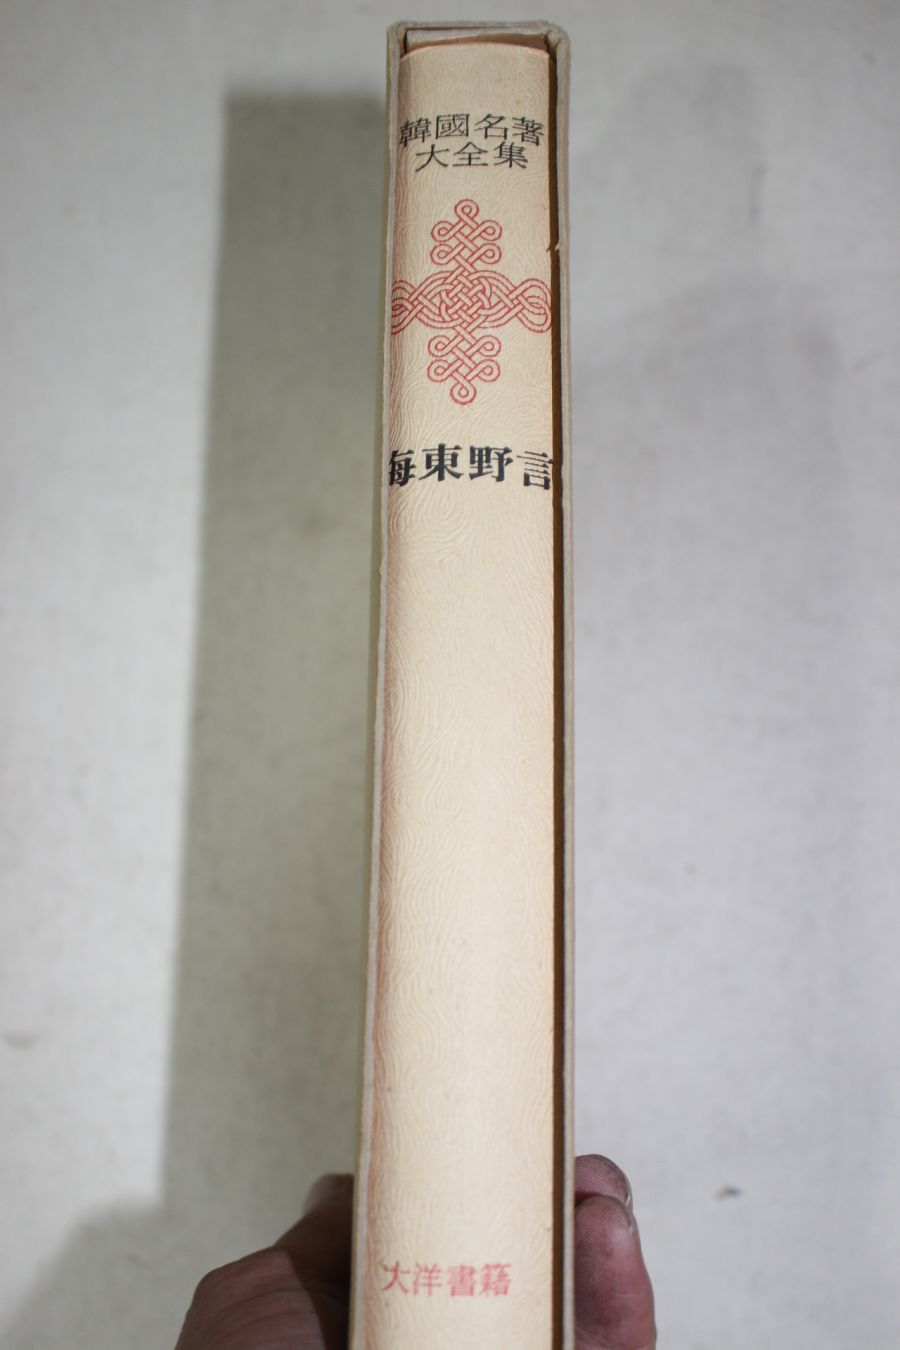 韓國名著
大全集
海東野言
大洋書籍